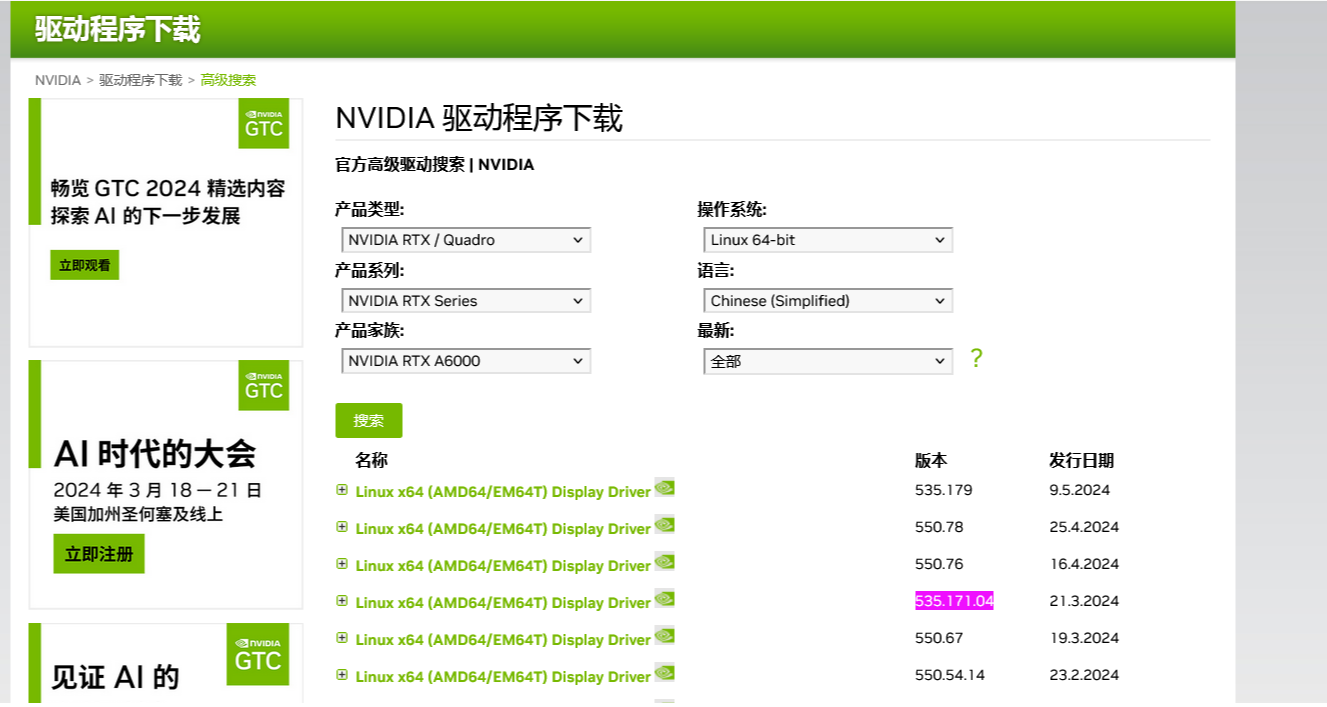 驱动程序下载
NVIDIA > 驱动程序下载 > 高级搜索
NVIDIA
GTC
畅览 GTC 2024 精选内容
探索 AI 的下一步发展
立即观看
NVIDIA
GTC
AI 时代的大会
2024 年 3 月 18 — 21 日
美国加州圣何塞及线上
立即注册
NVIDIA
GTC
见证 AI 的
NVIDIA 驱动程序下载
官方高级驱动搜索 | NVIDIA
产品类型: 操作系统:
NVIDIA RTX / Quadro Linux 64-bit
产品系列: 语言:
NVIDIA RTX Series Chinese (Simplified)
产品家族: 最新:
NVIDIA RTX A6000 全部 ?
搜索
名称 版本 发行日期
Linux x64 (AMD64/EM64T) Display Driver 535.179 9.5.2024
Linux x64 (AMD64/EM64T) Display Driver 550.78 25.4.2024
Linux x64 (AMD64/EM64T) Display Driver 550.76 16.4.2024
Linux x64 (AMD64/EM64T) Display Driver 535.171.04 21.3.2024
Linux x64 (AMD64/EM64T) Display Driver 550.67 19.3.2024
Linux x64 (AMD64/EM64T) Display Driver 550.54.14 23.2.2024